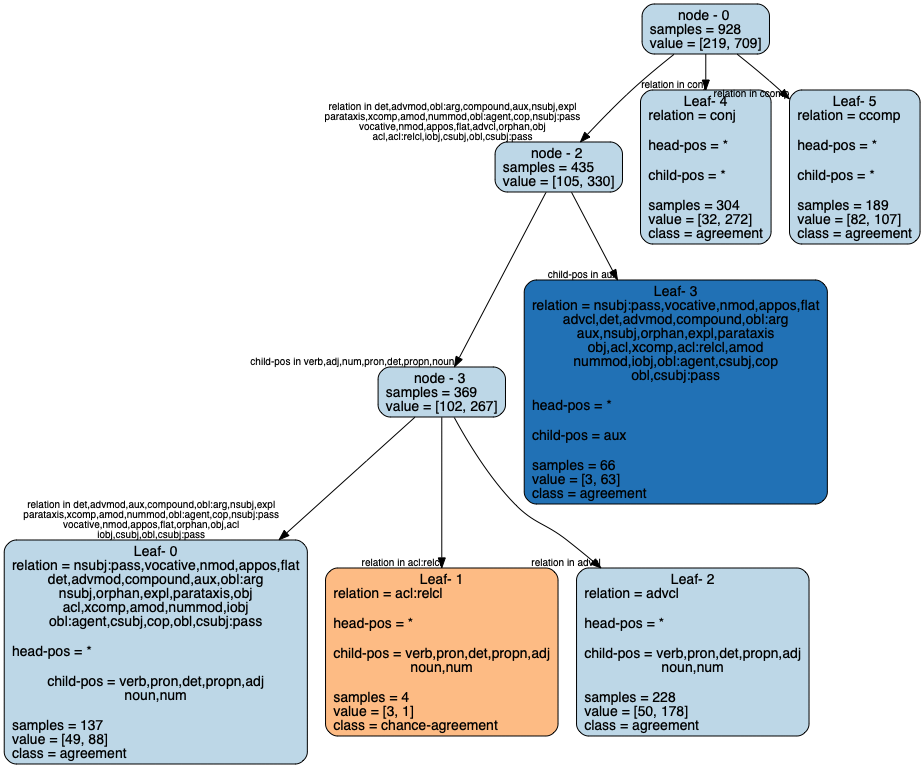 node - 0
samples = 928
value = [219, 709]
relation in conj
relation in ccomp
relation in det,advmod,obl:arg,compound,aux,nsubj,expl
parataxis,xcomp,amod,nummod,obl:agent,cop,nsubj:pass
vocative,nmod,appos,flat,advcl,orphan,obj
acl,acl:relcl,iobj,csubj,obl,csubj:pass
Leaf- 4
relation = conj
head-pos = *
child-pos = *
samples = 304
value = [32, 272]
class = agreement
Leaf- 5
relation = ccomp
head-pos = *
child-pos = *
samples = 189
value = [82, 107]
class = agreement
node - 2
samples = 435
value = [105, 330]
child-pos in aux
Leaf- 3
relation = nsubj:pass,vocative,nmod,appos,flat
advcl,det,advmod,compound,obl:arg
aux,nsubj,orphan,expl,parataxis
obj,acl,xcomp,acl:relcl,amod
nummod,iobj,obl:agent,csubj,cop
obl,csubj:pass
head-pos = *
child-pos = aux
samples = 66
value = [3, 63]
class = agreement
child-pos in verb,adj,num,pron,det,propn,noun
node - 3
samples = 369
value = [102, 267]
relation in det,advmod,aux,compound,obl:arg,nsubj,expl
parataxis,xcomp,amod,nummod,obl:agent,cop,nsubj:pass
vocative,nmod,appos,flat,orphan,obj,acl
iobj,csubj,obl,csubj:pass
relation in acl:relcl
relation in advcl
Leaf- 0
relation = nsubj:pass,vocative,nmod,appos,flat
det,advmod,compound,aux,obl:arg
nsubj,orphan,expl,parataxis,obj
acl,xcomp,amod,nummod,iobj
obl:agent,csubj,cop,obl,csubj:pass
head-pos = *
child-pos = verb,pron,det,propn,adj
noun,num
samples = 137
value = [49, 88]
class = agreement
Leaf- 1
relation = acl:relcl
head-pos = *
child-pos = verb,pron,det,propn,adj
noun,num
samples = 4
value = [3, 1]
class = chance-agreement
Leaf- 2
relation = advcl
head-pos = *
child-pos = verb,pron,det,propn,adj
noun,num
samples = 228
value = [50, 178]
class = agreement